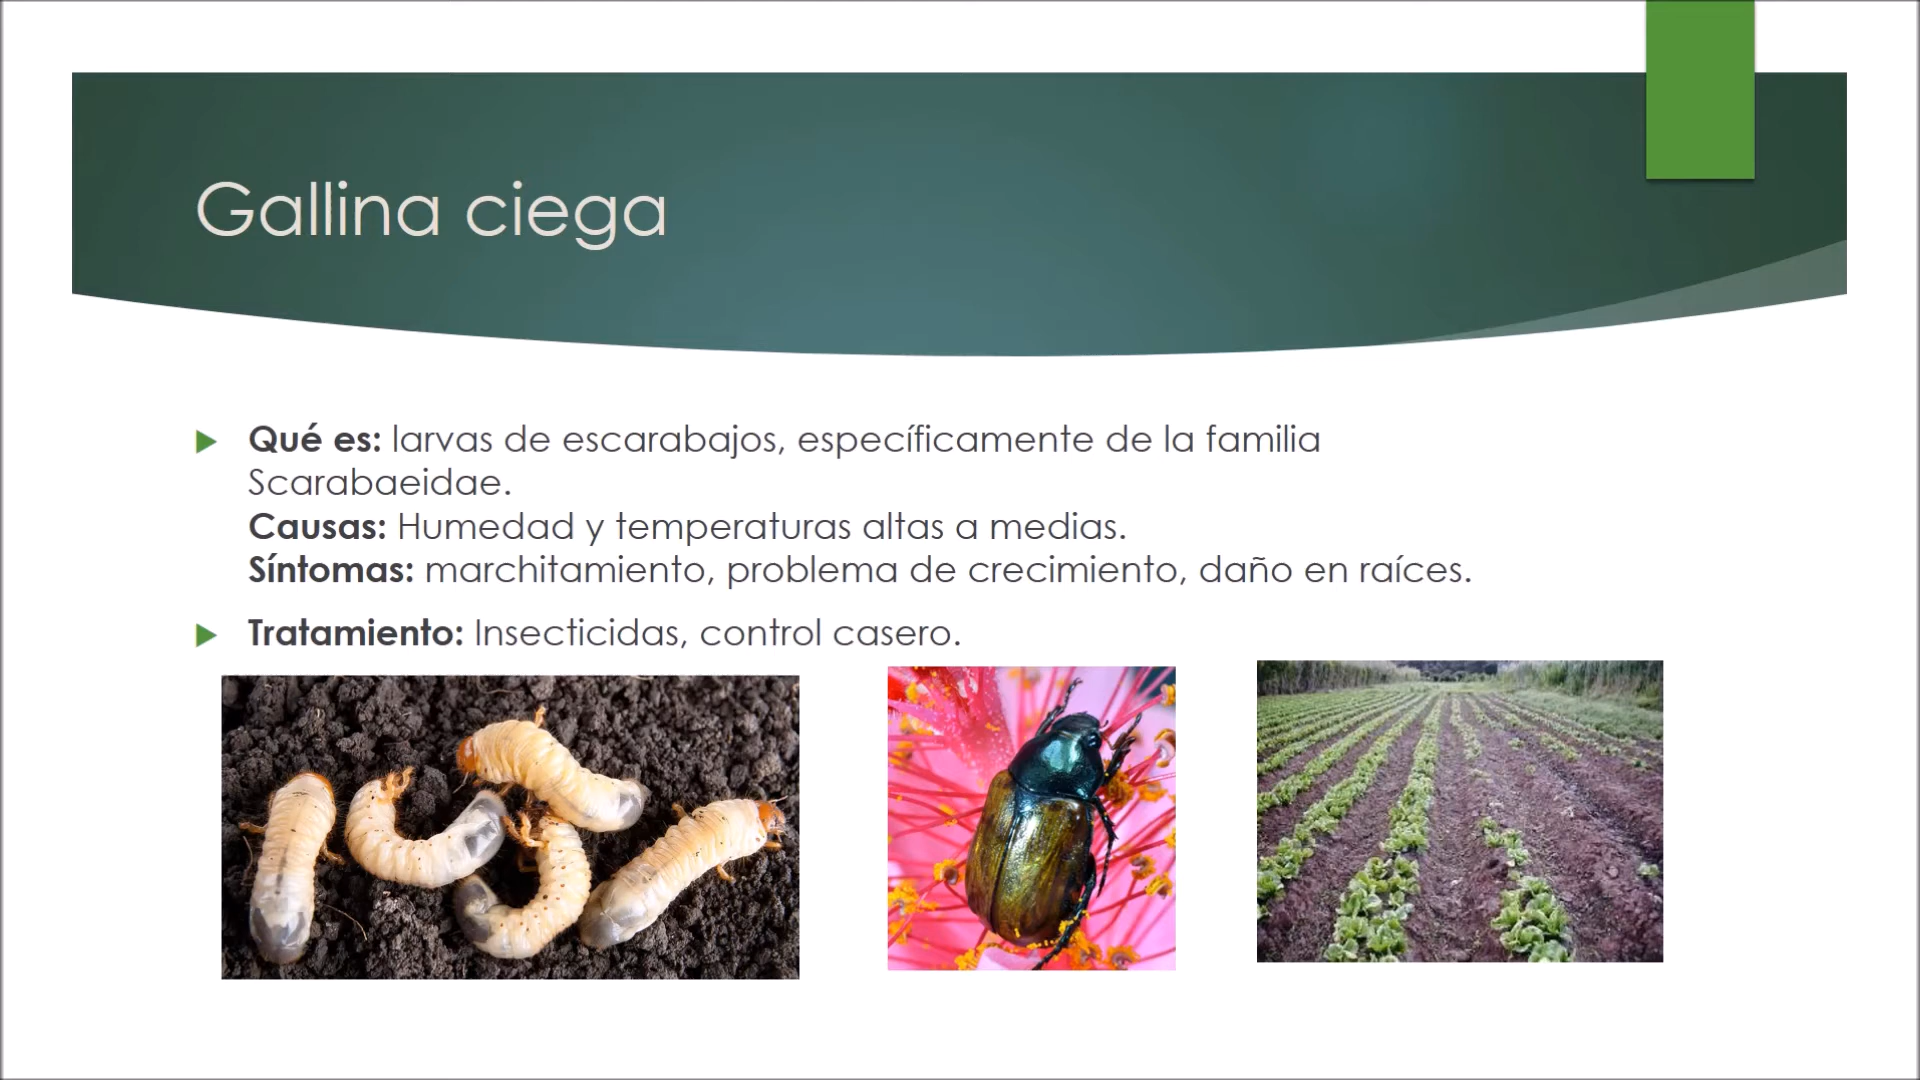 Gallina ciega
Qué es: larvas de escarabajos, específicamente de la familia
Scarabaeidae.
Causas: Humedad y temperaturas altas a medias.
Síntomas: marchitamiento, problema de crecimiento, daño en raíces.
Tratamiento: Insecticidas, control casero.